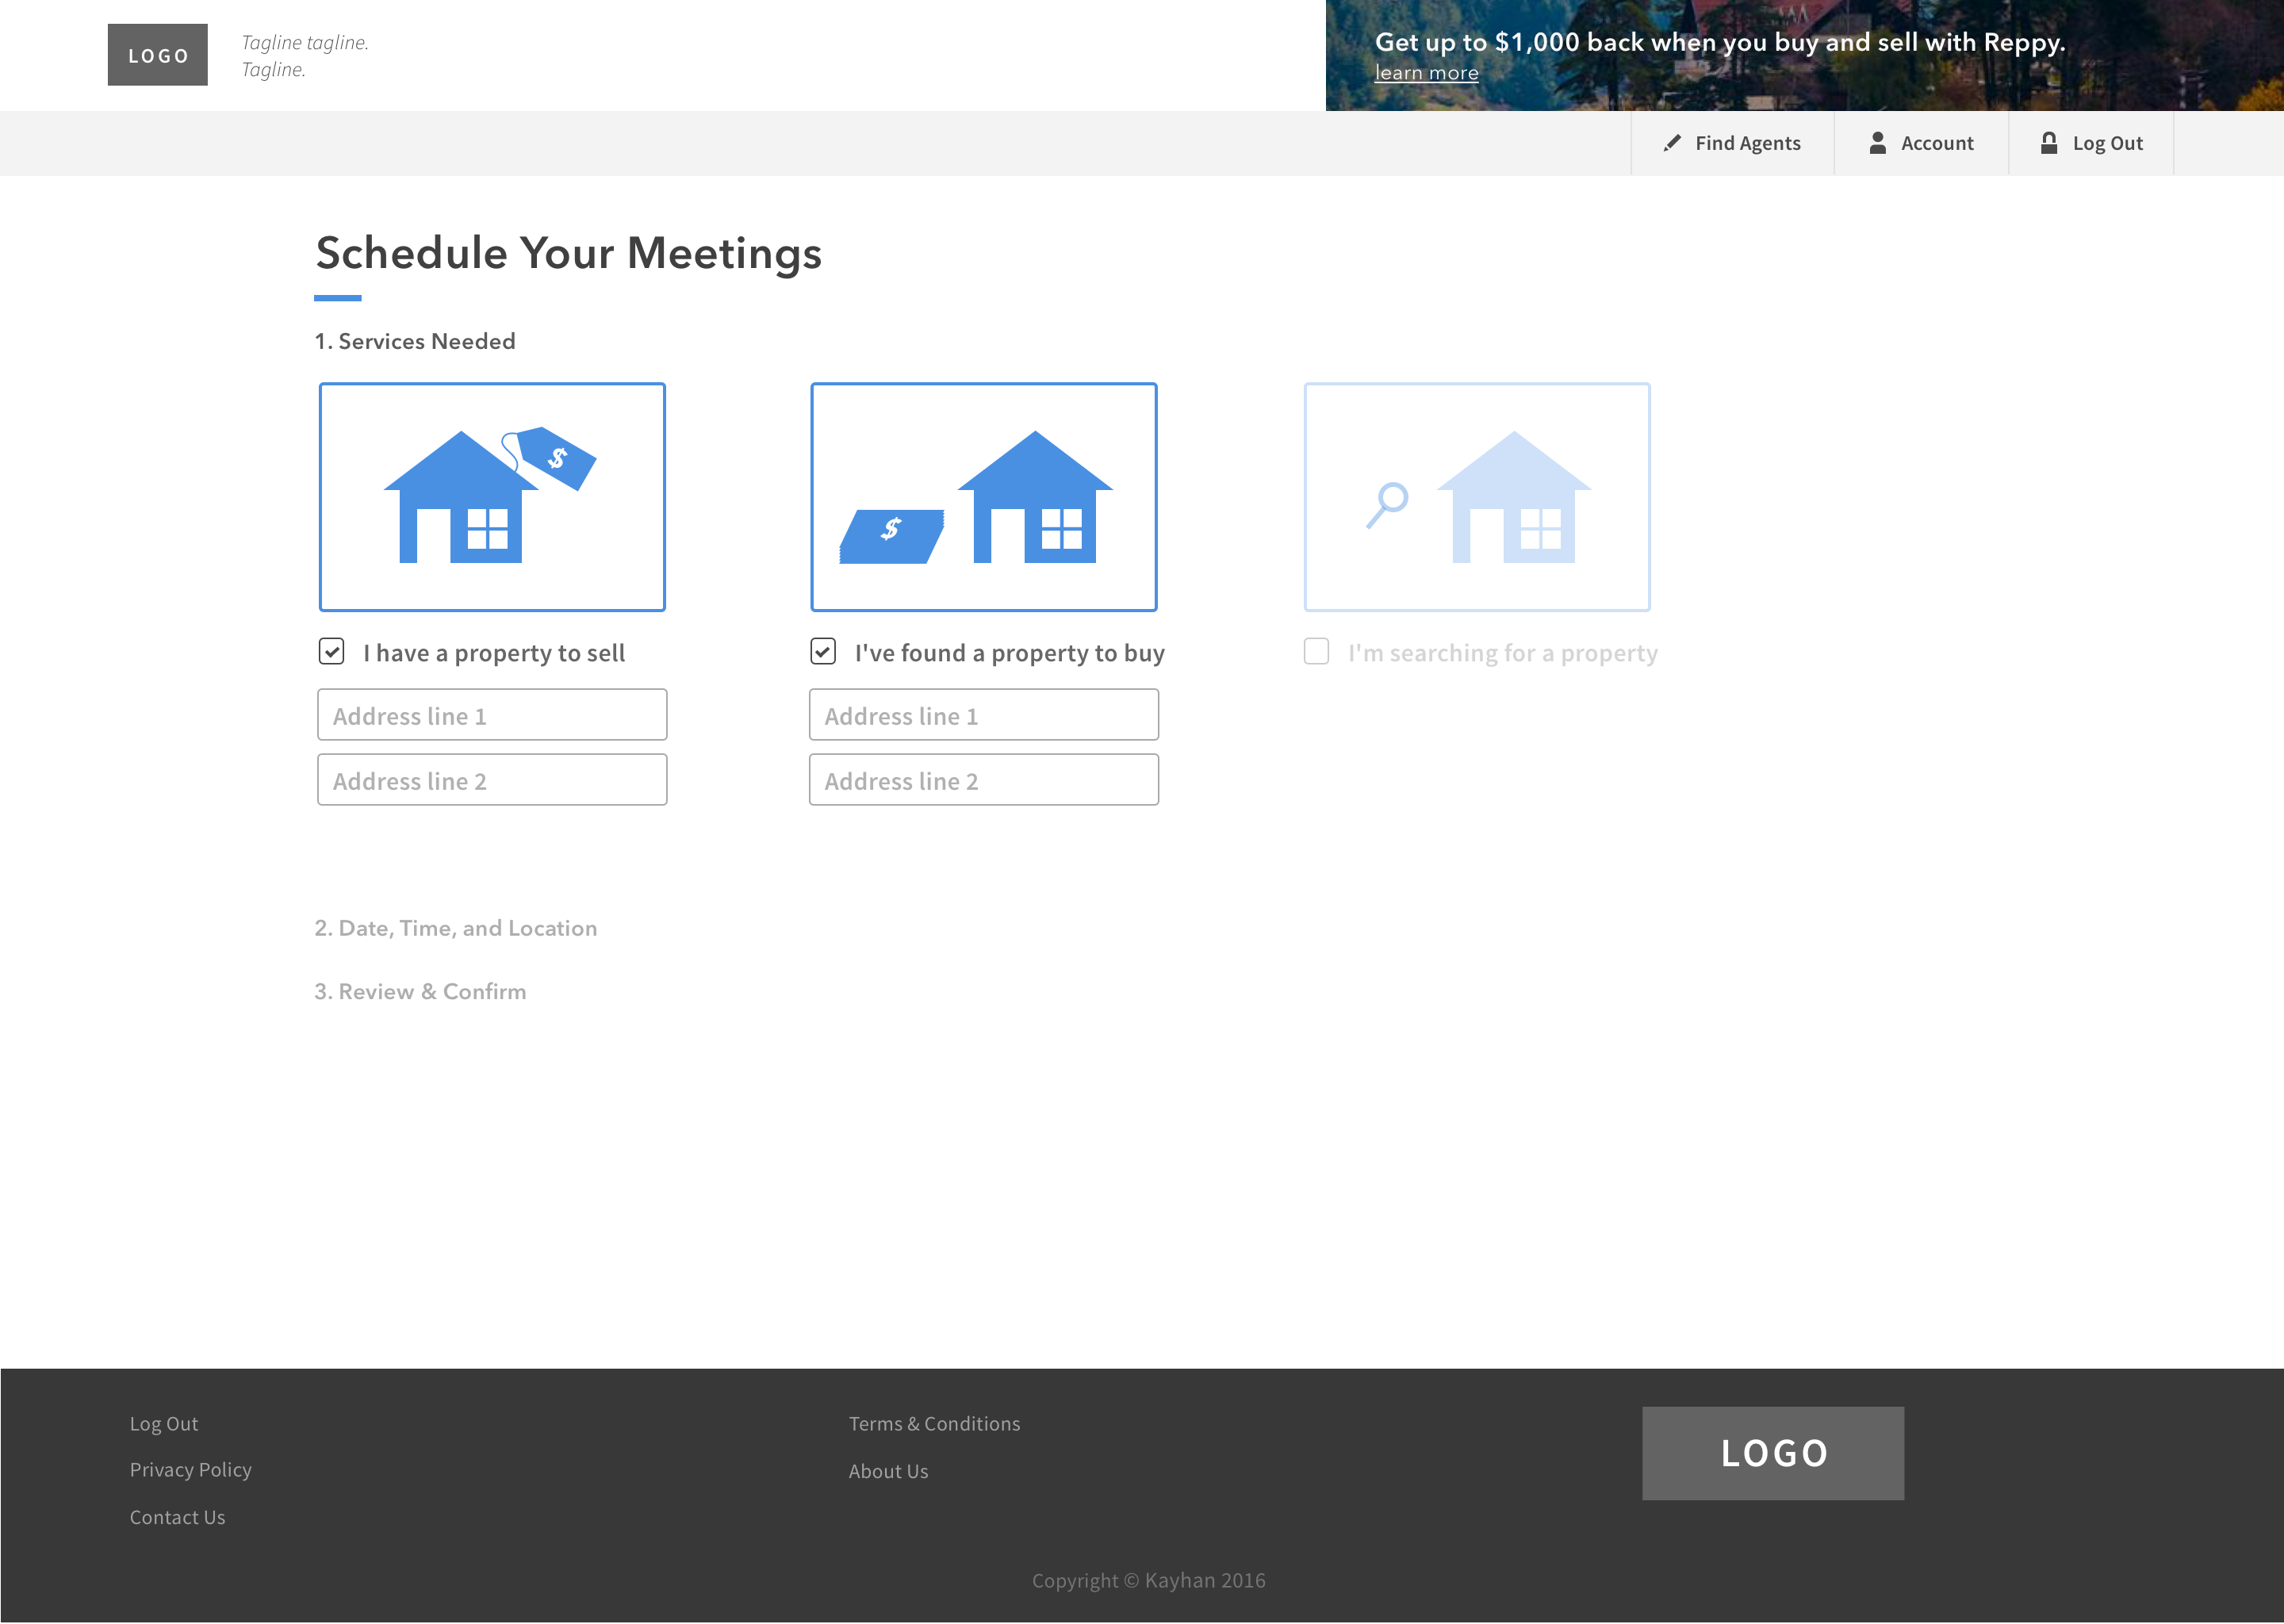 LOGO
Tagline tagline.
Tagline.
Get up to $1,000 back when you buy and sell with Reppy.
learn more
Find Agents
Account
Log Out
Schedule Your Meetings
1. Services Needed
$
$
I have a property to sell
I've found a property to buy
I'm searching for a property
Address line 1
Address line 1
Address line 2
Address line 2
2. Date, Time, and Location
3. Review & Confirm
Log Out
Terms & Conditions
LOGO
Privacy Policy
About Us
Contact Us
Copyright © Kayhan 2016